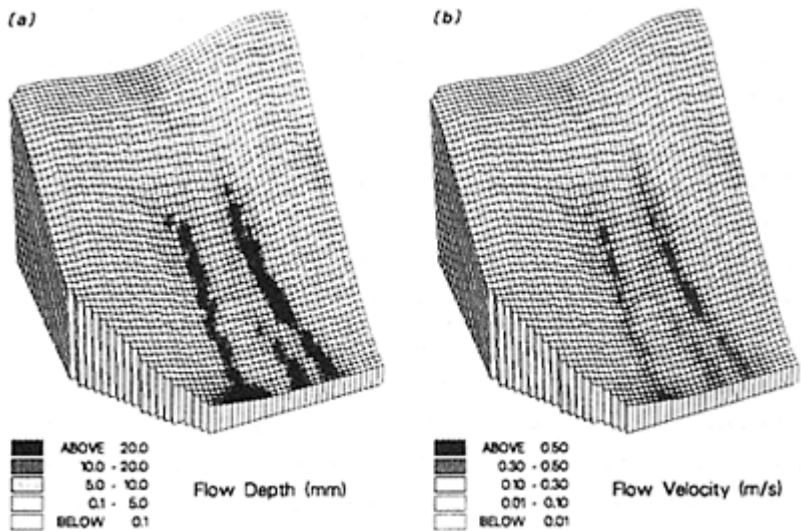 (a)
ABOVE 20.0
10.0 - 20.0
5.0 - 10.0
0.1 - 5.0
BELOW 0.1
Flow Depth (mm)
(b)
ABOVE 0.50
0.30 - 0.50
0.10 - 0.30
0.01 - 0.10
BELOW 0.01
Flow Velocity (m/s)